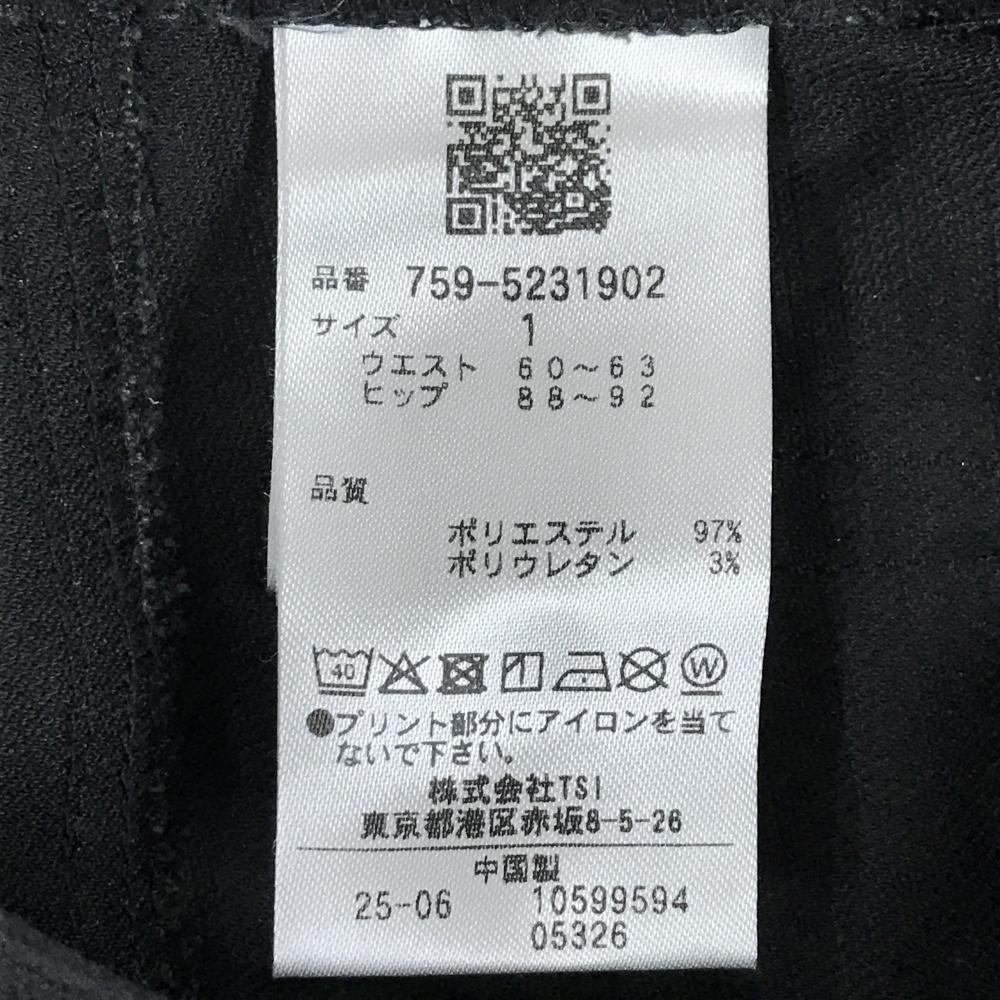 品番 759-5231902
サイズ 1
ウエスト 60～63
ヒップ 88～92
品質
ポリエステル 97%
ポリウレタン 3%
40 W
●プリント部分にアイロンを当て
ないで下さい。
株式会社TSI
東京都港区赤坂8-5-26
中国製
25-06 10599594
05326